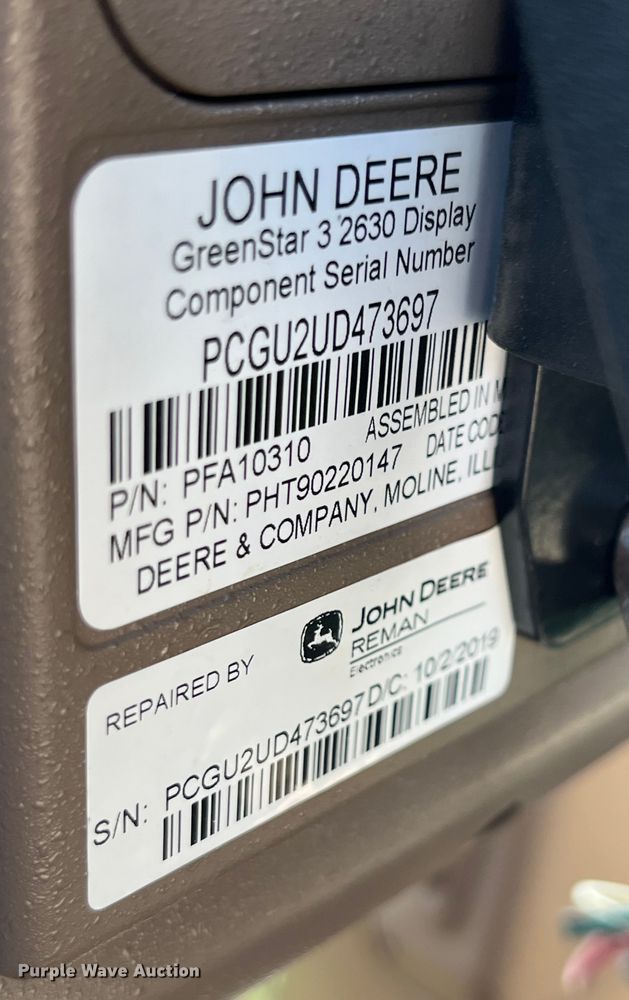 JOHN DEERE
GreenStar 3 2630 Display
Component Serial Number
PCGU2UD473697
P/N: PFA10310
ASSEMBLED IN
MFG P/N: PHT90220147
DATE CODE
DEERE & COMPANY, MOLINE,
REPAIRED BY
JOHN DEERE
REMAN
Electronics
S/N: PCGU2UD473697 D/C: 10/2/2019
Purple Wave Auction